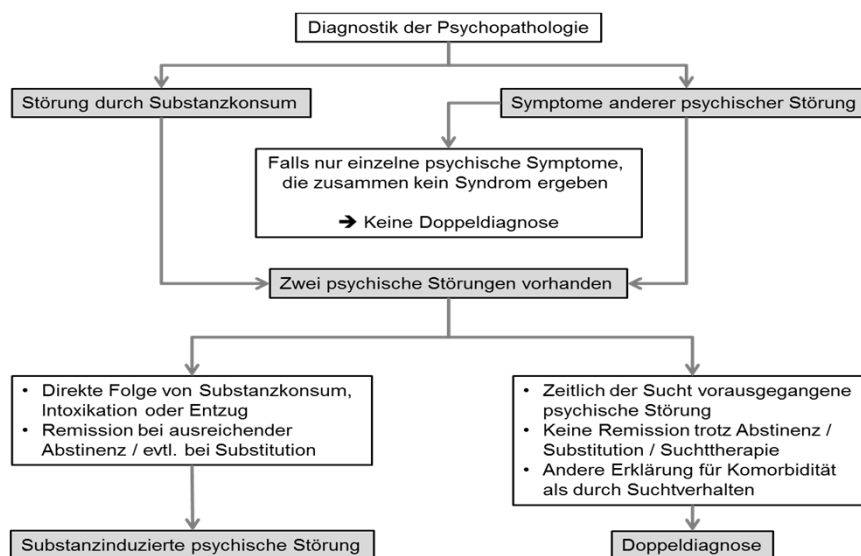 Diagnostik der Psychopathologie
Störung durch Substanzkonsum
Symptome anderer psychischer Störung
Falls nur einzelne psychische Symptome,
die zusammen kein Syndrom ergeben
➔ Keine Doppeldiagnose
Zwei psychische Störungen vorhanden
• Direkte Folge von Substanzkonsum,
Intoxikation oder Entzug
• Remission bei ausreichender
Abstinenz / evtl. bei Substitution
• Zeitlich der Sucht vorausgegangene
psychische Störung
• Keine Remission trotz Abstinenz /
Substitution / Suchttherapie
• Andere Erklärung für Komorbidität
als durch Suchtverhalten
Substanzinduzierte psychische Störung
Doppeldiagnose